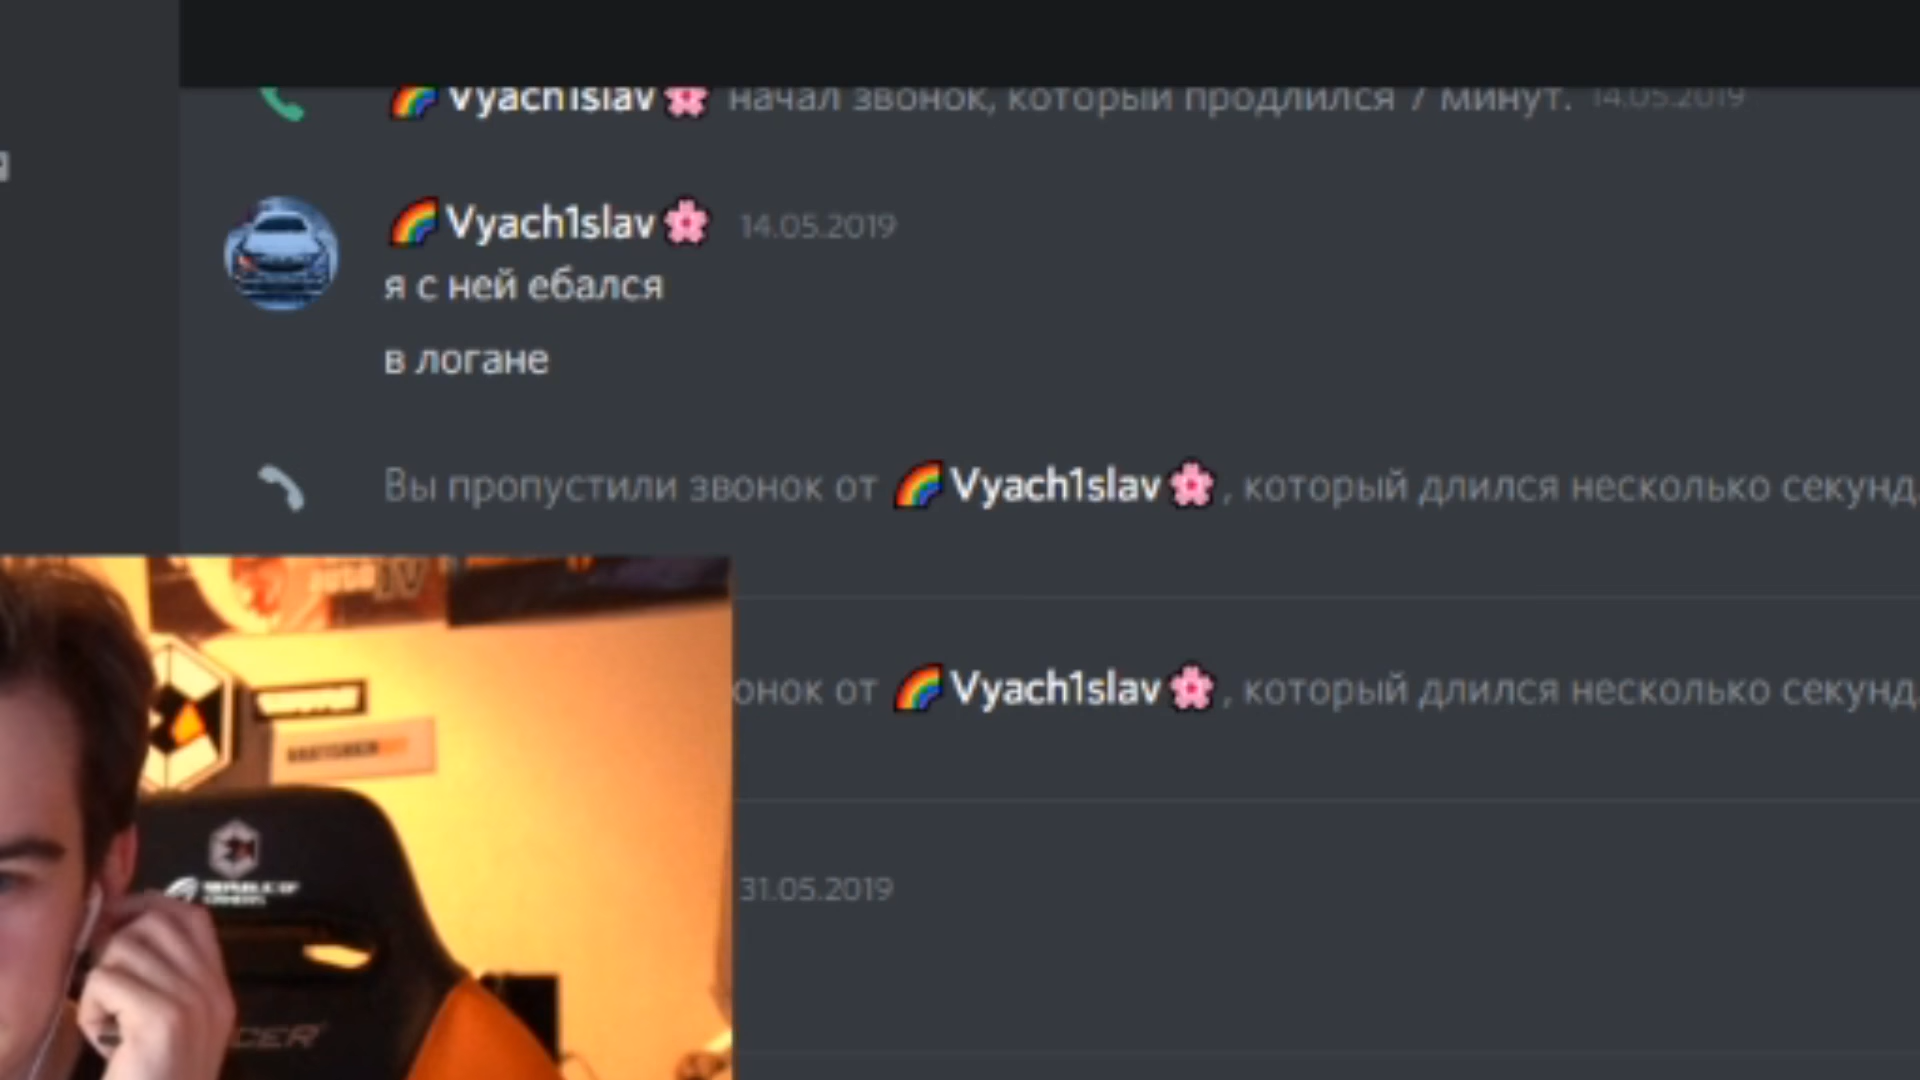 Vyach1slav начал звонок, который продлился 7 минут. 14.05.2019
Vyach1slav 14.05.2019
я с ней ебался
в логане
Вы пропустили звонок от Vyach1slav, который длился несколько секунд.
онок от Vyach1slav, который длился несколько секунд.
31.05.2019